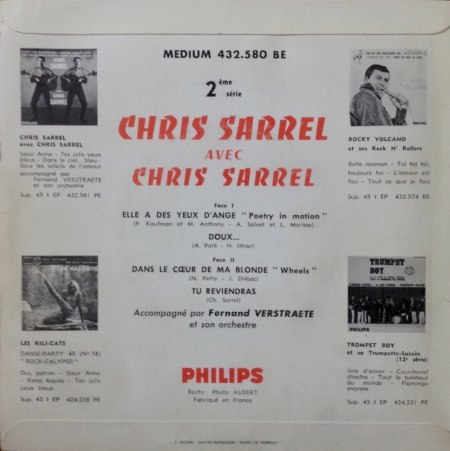 MEDIUM 432.580 BE
2 ème
série
CHRIS SARREL
AVEC
CHRIS SARREL
Face I
ELLE A DES YEUX D'ANGE "Poetry in motion"
(P. Kaufman et M. Anthony - A. Salvet et L. Morisse)
DOUX...
(A. Paté - H. Ithier)
Face II
DANS LE CŒUR DE MA BLONDE "Wheels"
(N. Petty - J. Dréjac)
TU REVIENDRAS
(Ch. Sarrel)
Accompagné par Fernand VERSTRAETE
et son orchestre
PHILIPS
Recto : Photo AUBERT
Fabriqué en France
CHRIS SARREL
avec CHRIS SARREL
Sœur Anne - Tes jolis yeux
bleus - Dans le ciel.. bleu -
Sous les soleils de l'amour
accompagné par
Fernand VERSTRAETE
et son orchestre
Sup. 45 t EP 432.561 PE
ROCKY VOLCANO
et ses Rock N' Rollers
Belle maman - Toi toi toi,
toujours toi - L'amour est
fou - Tout ce que je fais
Sup. 45 t EP 432 574 BE
LES KILI-CATS
DANSE-PARTY 45 (N° 76)
"ROCK-CALYPSO"
Oui, patron - Sœur Anne
- Kana kapila - Tes jolis
yeux bleus
Sup. 45 t EP 424.238 PE
TRUMPET
BOY
PHILIPS
TROMPET BOY
et sa Trumpette-Succès
(12e série)
Joie d'aimer - Courchevel
chacha - Tout le bonheur
du monde - Flamingo
express
Sup. 45 t EP 424.231 PE